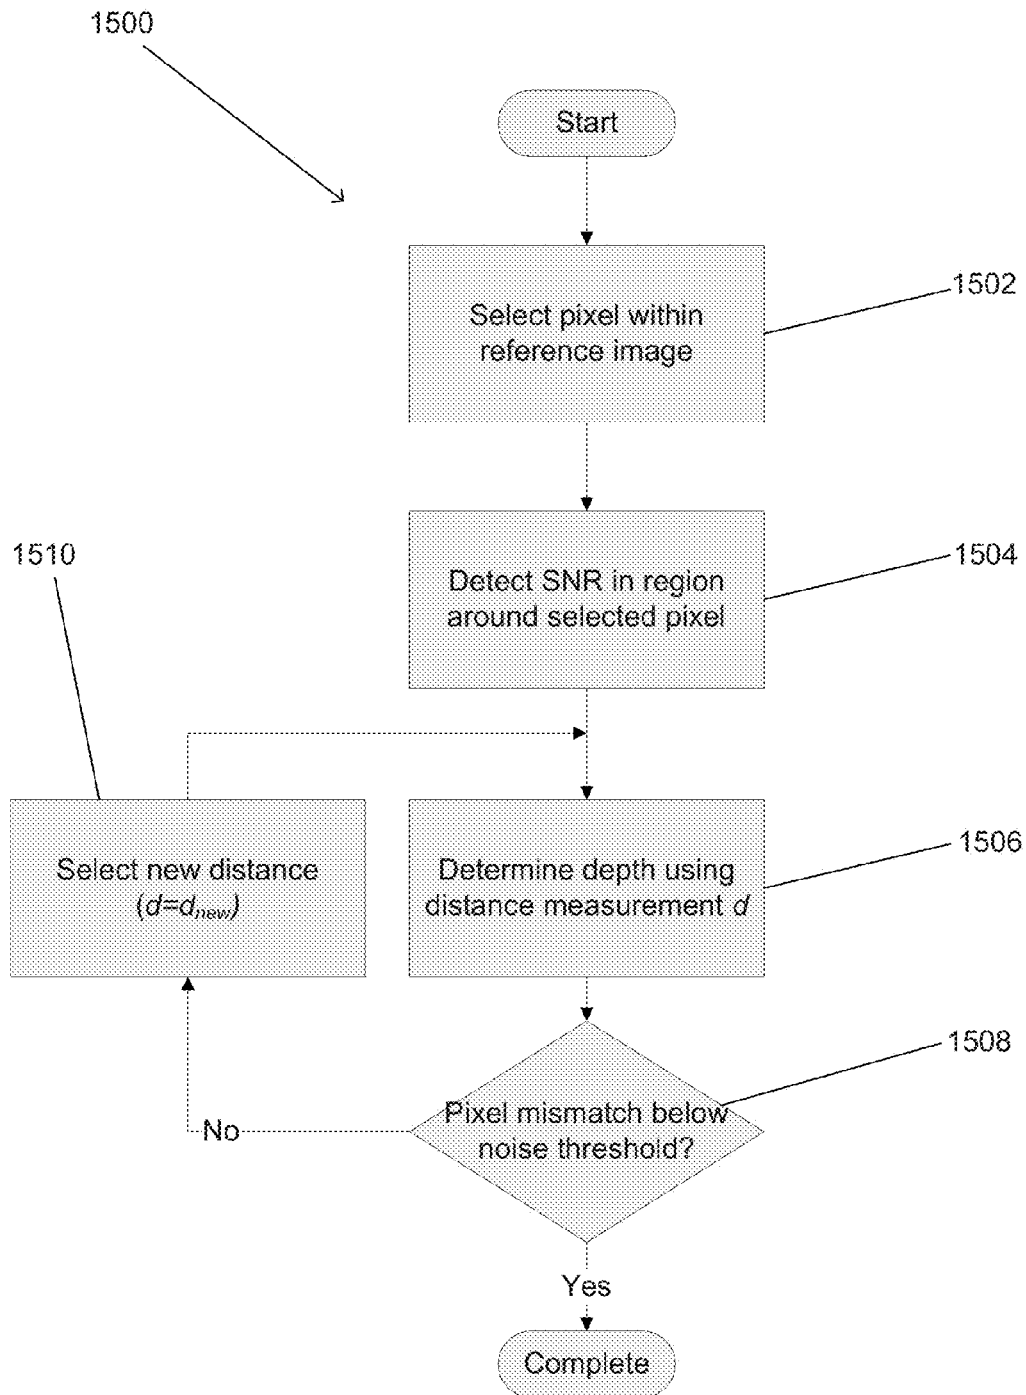 1500
Start
1502
Select pixel within
reference image
1504
Detect SNR in region
around selected pixel
1510
Select new distance
(d=dnew)
1506
Determine depth using
distance measurement d
1508
Pixel mismatch below
noise threshold?
No
Yes
Complete